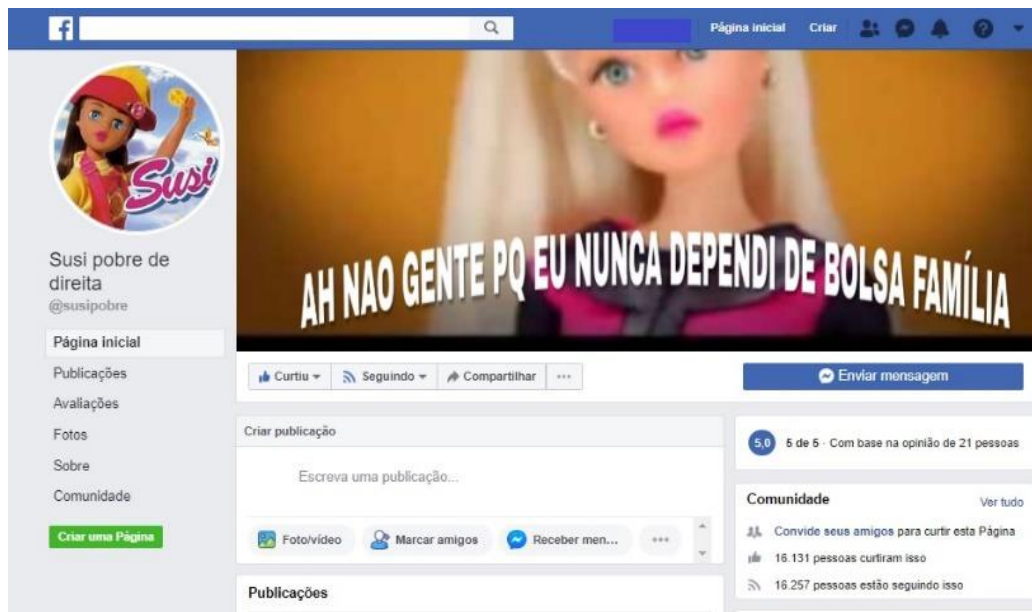 f
Página inicial Criar
Susi
AH NAO GENTE PQ EU NUNCA DEPENDI DE BOLSA FAMÍLIA
Susi pobre de
direita
@susipobre
Página inicial
Publicações
Avaliações
Fotos
Sobre
Comunidade
Criar uma Página
Curtiu Seguindo Compartilhar ...
Enviar mensagem
Criar publicação
Escreva uma publicação...
Foto/vídeo Marcar amigos Receber men... ...
Publicações
5,0 5 de 5 · Com base na opinião de 21 pessoas
Comunidade Ver tudo
Convide seus amigos para curtir esta Página
16.131 pessoas curtiram isso
16.257 pessoas estão seguindo isso